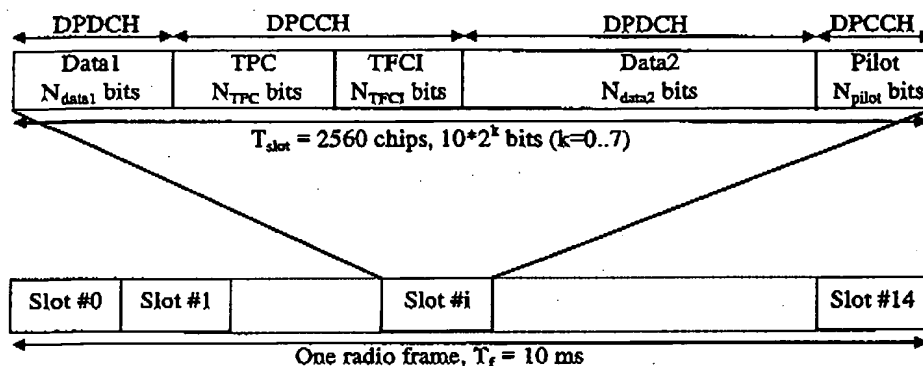 DPDCH DPCCH DPDCH DPCCH
Data1 TPC TFCI Data2 Pilot
N_data1 bits N_TPC bits N_TFCI bits N_data2 bits N_pilot bits
T_slot = 2560 chips, 10*2^k bits (k=0..7)
Slot #0 Slot #1 Slot #i Slot #14
One radio frame, T_f = 10 ms